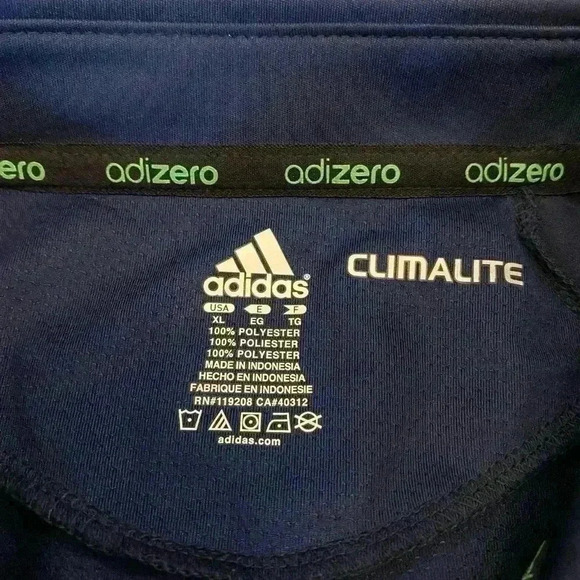 ero adizero adizero adizero
adidas®
CLIMALITE
USA E F
XL EG TG
100% POLYESTER
100% POLIESTER
100% POLYESTER
MADE IN INDONESIA
HECHO EN INDONESIA
FABRIQUE EN INDONESIE
RN#119208 CA#40312
adidas.com